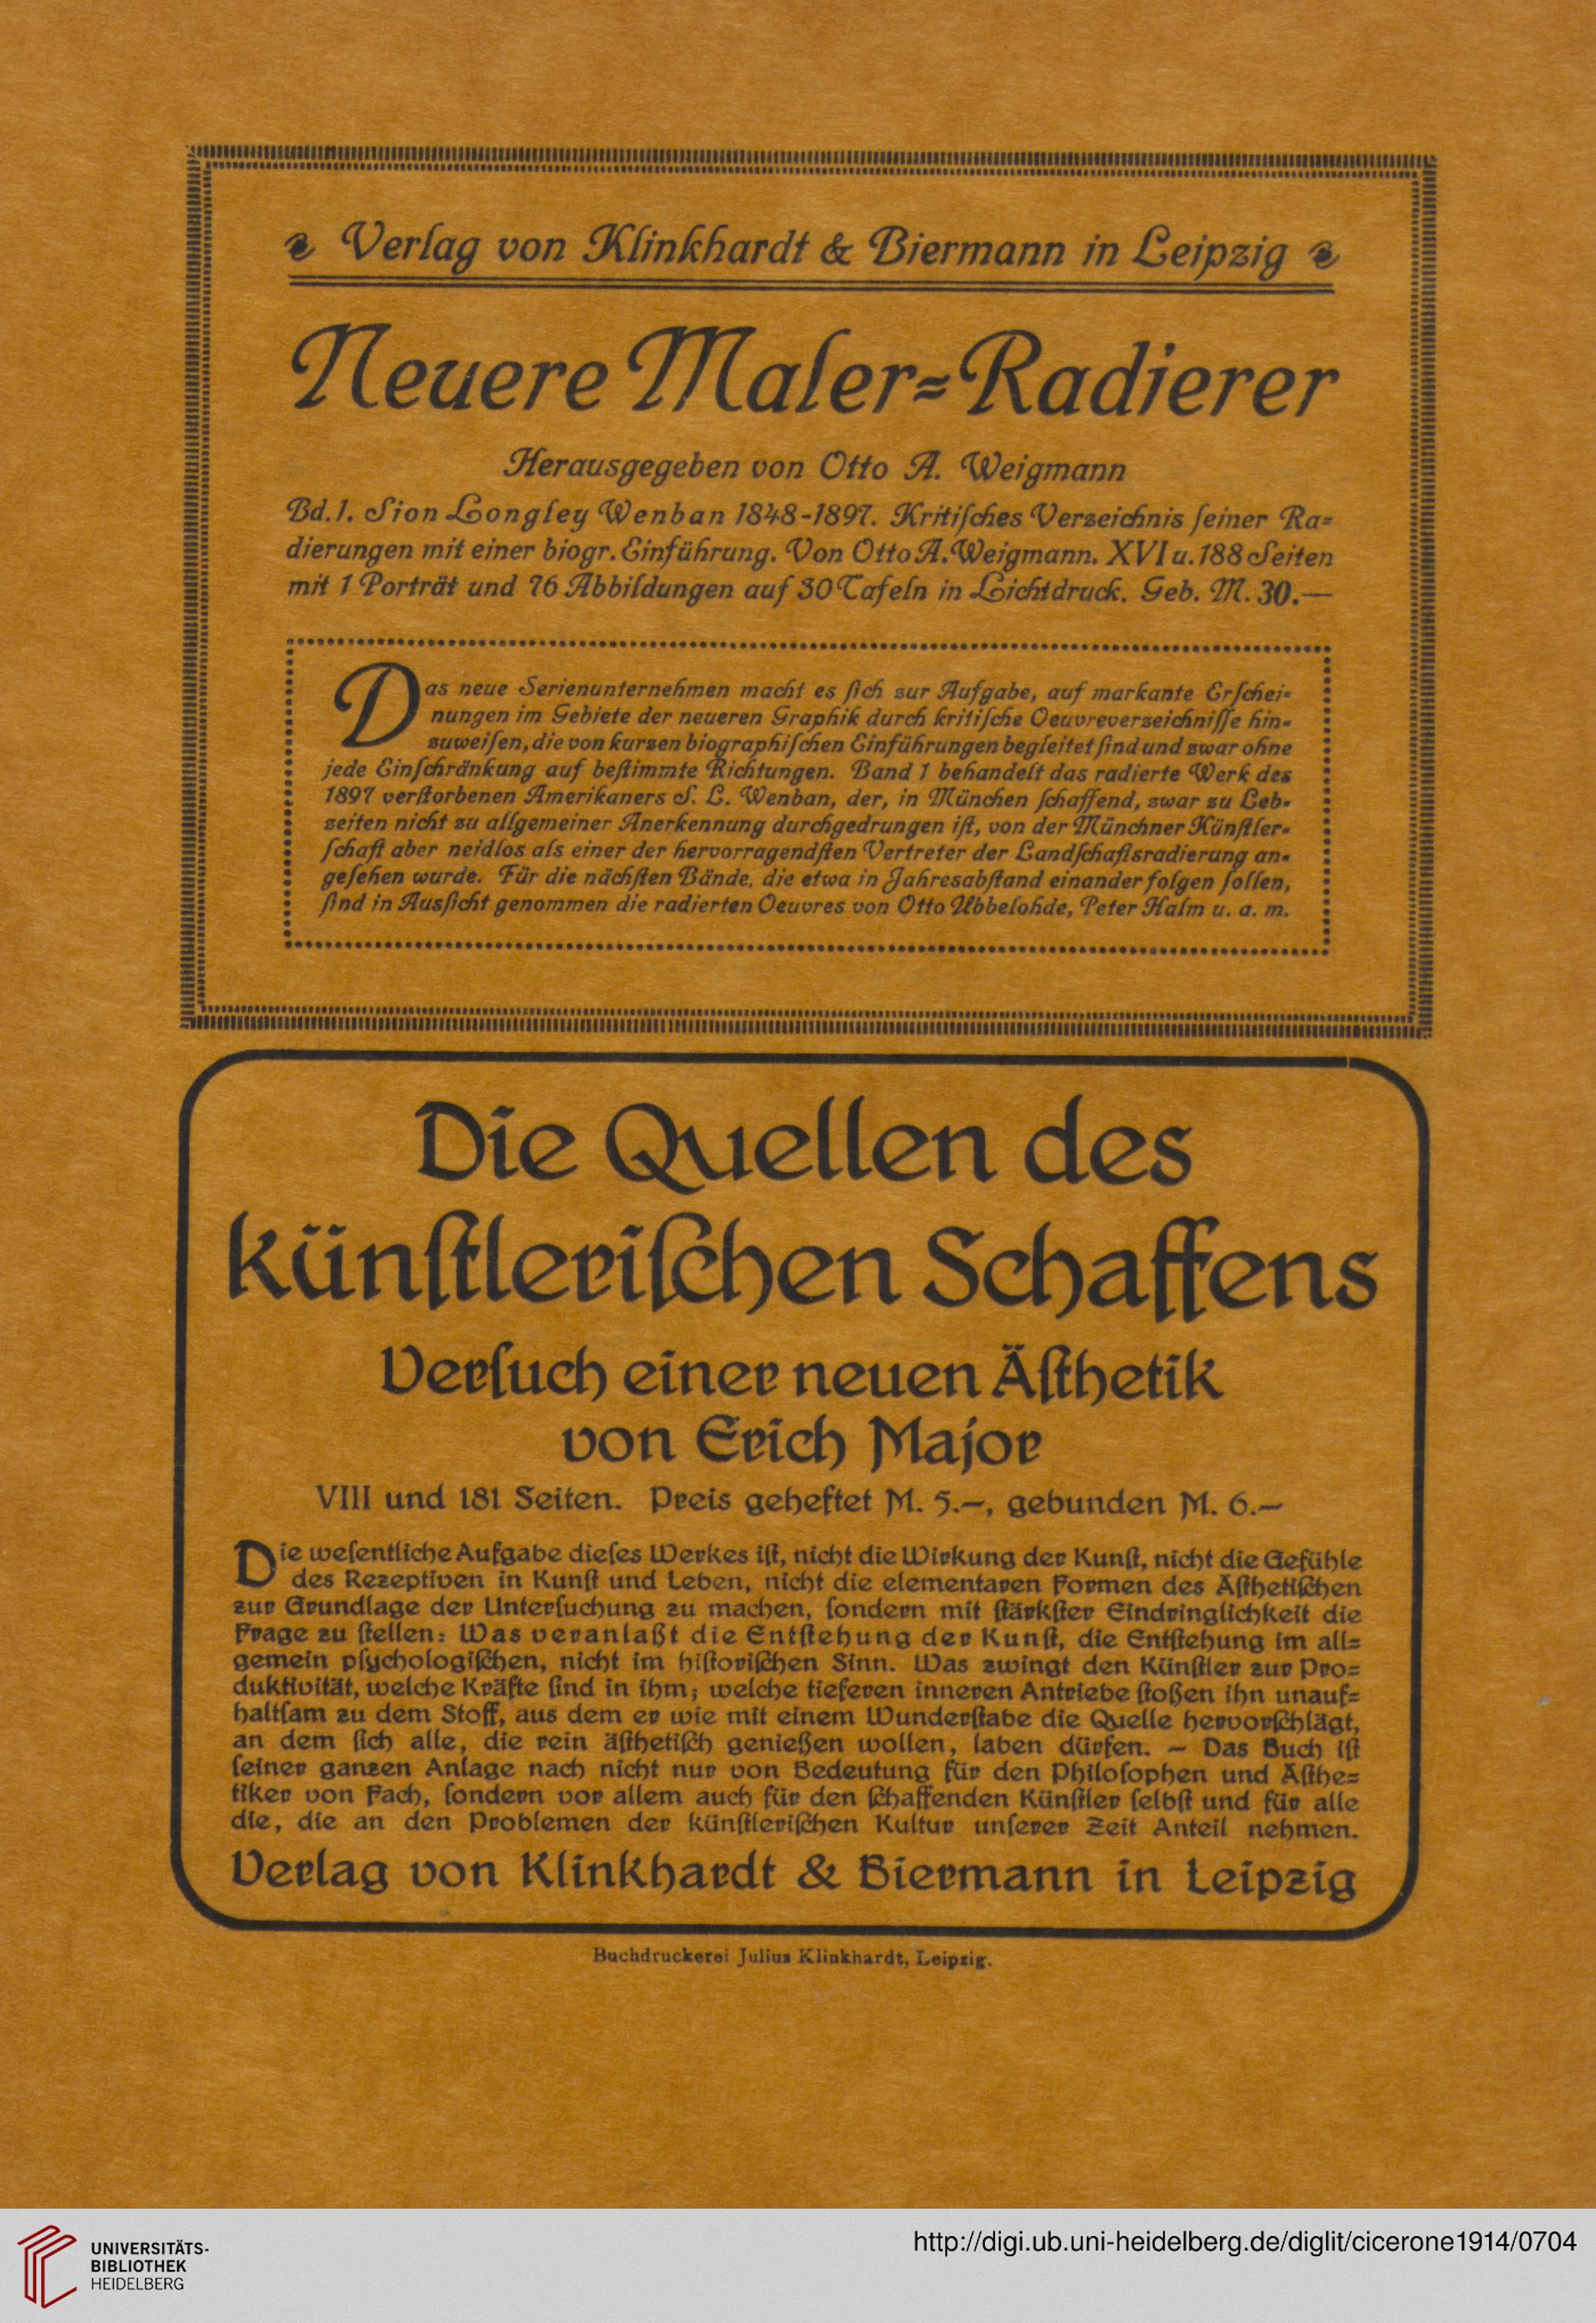 Verlag von Klinkhardt & Biermann in Leipzig
Neuere Maler⸗Radierer
Herausgegeben von Otto A. Weigmann
Bd. 1. Sion Longley Wenban 1848-1897. Kritiſches Verzeichnis ſeiner Ra⸗
dierungen mit einer biogr. Einführung. Von Otto A. Weigmann. XVI u. 188 Seiten
mit 1 Porträt und 76 Abbildungen auf 30 Tafeln in Lichtdruck. Geb. M. 30.—
Das neue Serienunternehmen macht es ſich zur Aufgabe, auf markante Erſchei⸗
nungen im Gebiete der neueren Graphik durch kritiſche Oeuvreverzeichniſſe hin⸗
zuweiſen, die von kurzen biographiſchen Einführungen begleitet ſind und zwar ohne
jede Einſchränkung auf beſtimmte Richtungen. Band 1 behandelt das radierte Werk des
1897 verſtorbenen Amerikaners S. L. Wenban, der, in München ſchaffend, zwar zu Leb⸗
zeiten nicht zu allgemeiner Anerkennung durchgedrungen iſt, von der Münchner Künſtler⸗
ſchaft aber neidlos als einer der hervorragendſten Vertreter der Landſchaftsradierung an⸗
geſehen wurde. Für die nächſten Bände, die etwa in Jahresabſtand einander folgen ſollen,
ſind in Ausſicht genommen die radierten Oeuvres von Otto Ubbelohde, Peter Halm u. a. m.
Die Quellen des
künſtleriſchen Schaffens
Verſuch einer neuen Äſthetik
von Erich Major
VIII und 181 Seiten. Preis geheftet M. 5.—, gebunden M. 6.—
Die weſentliche Aufgabe dieſes Werkes iſt, nicht die Wirkung der Kunſt, nicht die Gefühle
des Rezeptiven in Kunſt und Leben, nicht die elementaren Formen des Äſthetiſchen
zur Grundlage der Unterſuchung zu machen, ſondern mit ſtärkſter Eindringlichkeit die
Frage zu ſtellen: Was veranlaßt die Entſtehung der Kunſt, die Entſtehung im all⸗
gemein pſychologiſchen, nicht im hiſtoriſchen Sinn. Was zwingt den Künſtler zur Pro⸗
duktivität, welche Kräfte ſind in ihm; welche tieferen inneren Antriebe ſtoßen ihn unauf⸗
haltſam zu dem Stoff, aus dem er wie mit einem Wunderſtabe die Quelle hervorſchlägt,
an dem ſich alle, die rein äſthetiſch genießen wollen, laben dürfen. — Das Buch iſt
ſeiner ganzen Anlage nach nicht nur von Bedeutung für den Philoſophen und Äſthe⸗
tiker von Fach, ſondern vor allem auch für den ſchaffenden Künſtler ſelbſt und für alle
die, die an den Problemen der künſtleriſchen Kultur unſerer Zeit Anteil nehmen.
Verlag von Klinkhardt & Biermann in Leipzig
Buchdruckerei Julius Klinkhardt, Leipzig.
UNIVERSITÄTS-
BIBLIOTHEK
HEIDELBERG
http://digi.ub.uni-heidelberg.de/diglit/cicerone1914/0704